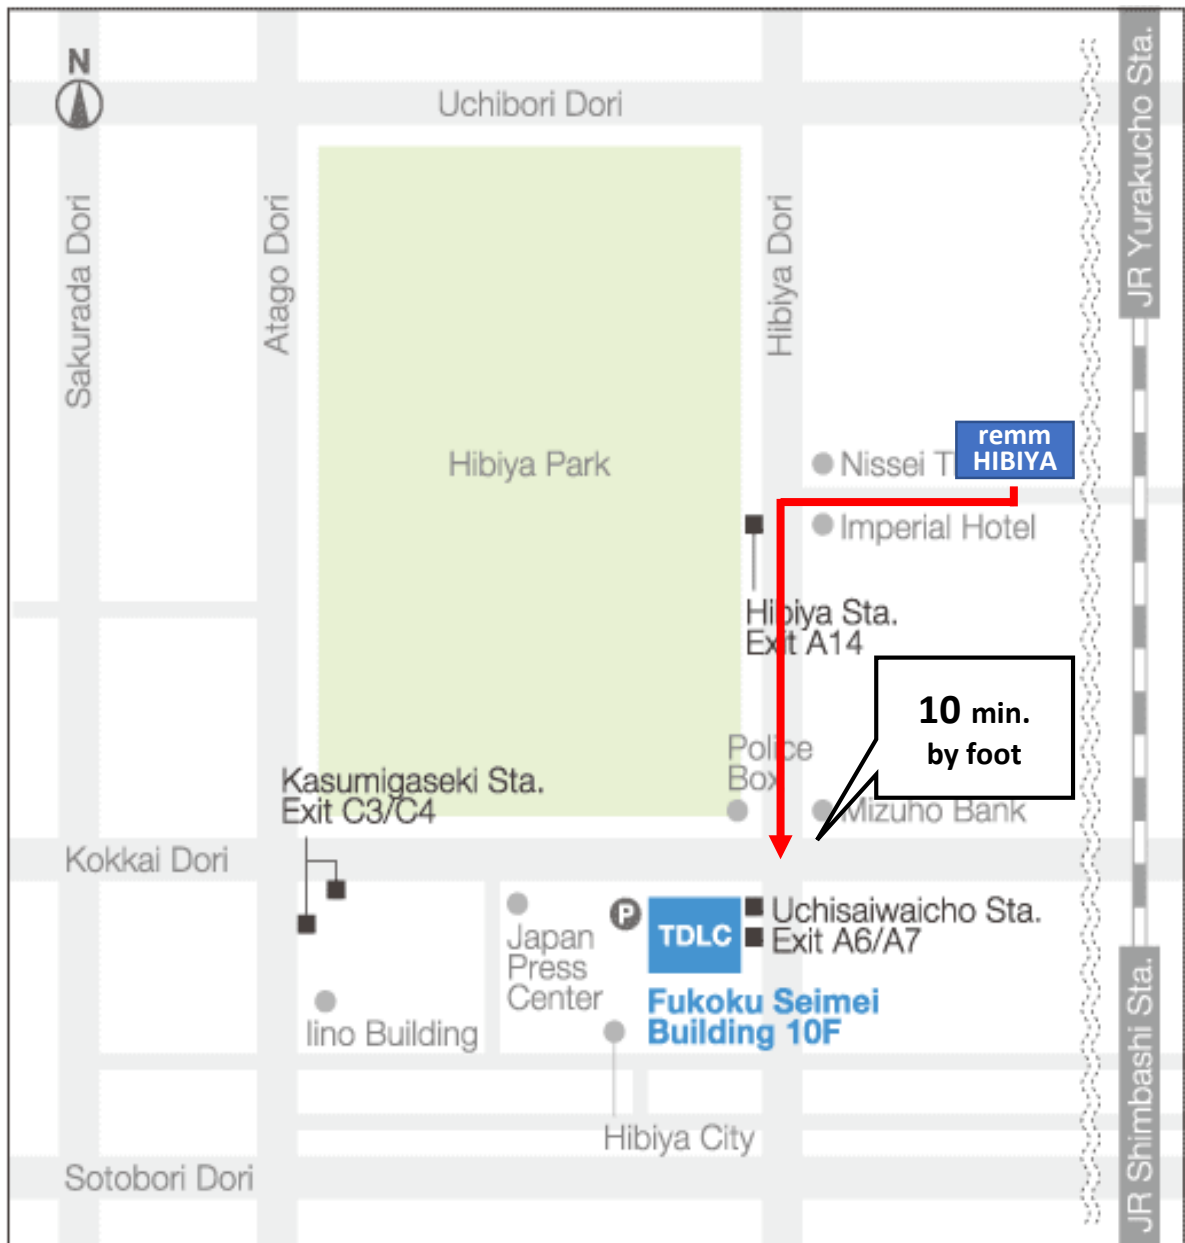 N
Uchibori Dori
JR Yurakucho Sta.
Sakurada Dori
Atago Dori
Hibiya Dori
remm
HIBIYA
Hibiya Park
Nissei T
Imperial Hotel
Hibiya Sta.
Exit A14
10 min.
by foot
Police
Box
Kasumigaseki Sta.
Exit C3/C4
Mizuho Bank
Kokkai Dori
P
TDLC
Uchisaiwaicho Sta.
Exit A6/A7
Japan
Press
Center
Fukoku Seimei
Building 10F
Iino Building
JR Shimbashi Sta.
Hibiya City
Sotobori Dori